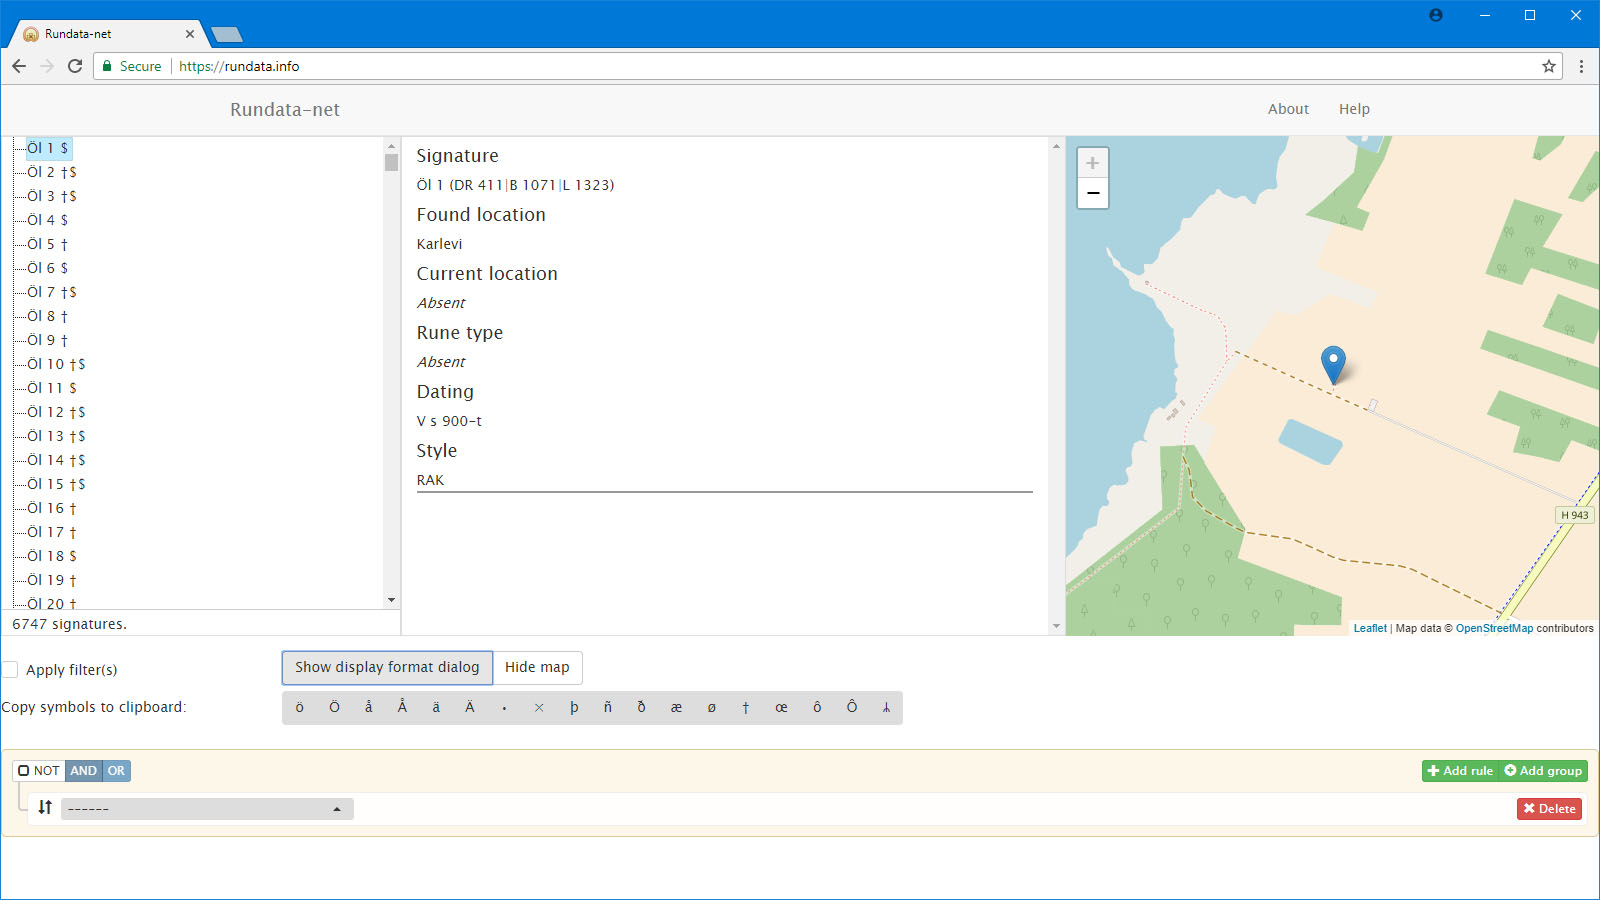 Rundata-net
Secure
https://rundata.info
Rundata-net
About
Help
Öl 1 $
Öl 2 †$
Öl 3 †$
Öl 4 $
Öl 5 †
Öl 6 $
Öl 7 †$
Öl 8 †
Öl 9 †
Öl 10 †$
Öl 11 $
Öl 12 †$
Öl 13 †$
Öl 14 †$
Öl 15 †$
Öl 16 †
Öl 17 †
Öl 18 $
Öl 19 †
Öl 20 †
6747 signatures.
Signature
Öl 1 (DR 411|B 1071|L 1323)
Found location
Karlevi
Current location
Absent
Rune type
Absent
Dating
V s 900-t
Style
RAK
+
−
H 943
Leaflet | Map data © OpenStreetMap contributors
Apply filter(s)
Show display format dialog
Hide map
Copy symbols to clipboard:
ö Ö å Å ä Ä · × þ ñ ð æ ø † œ ô Ô ᛦ
NOT AND OR
Add rule
Add group
------
Delete